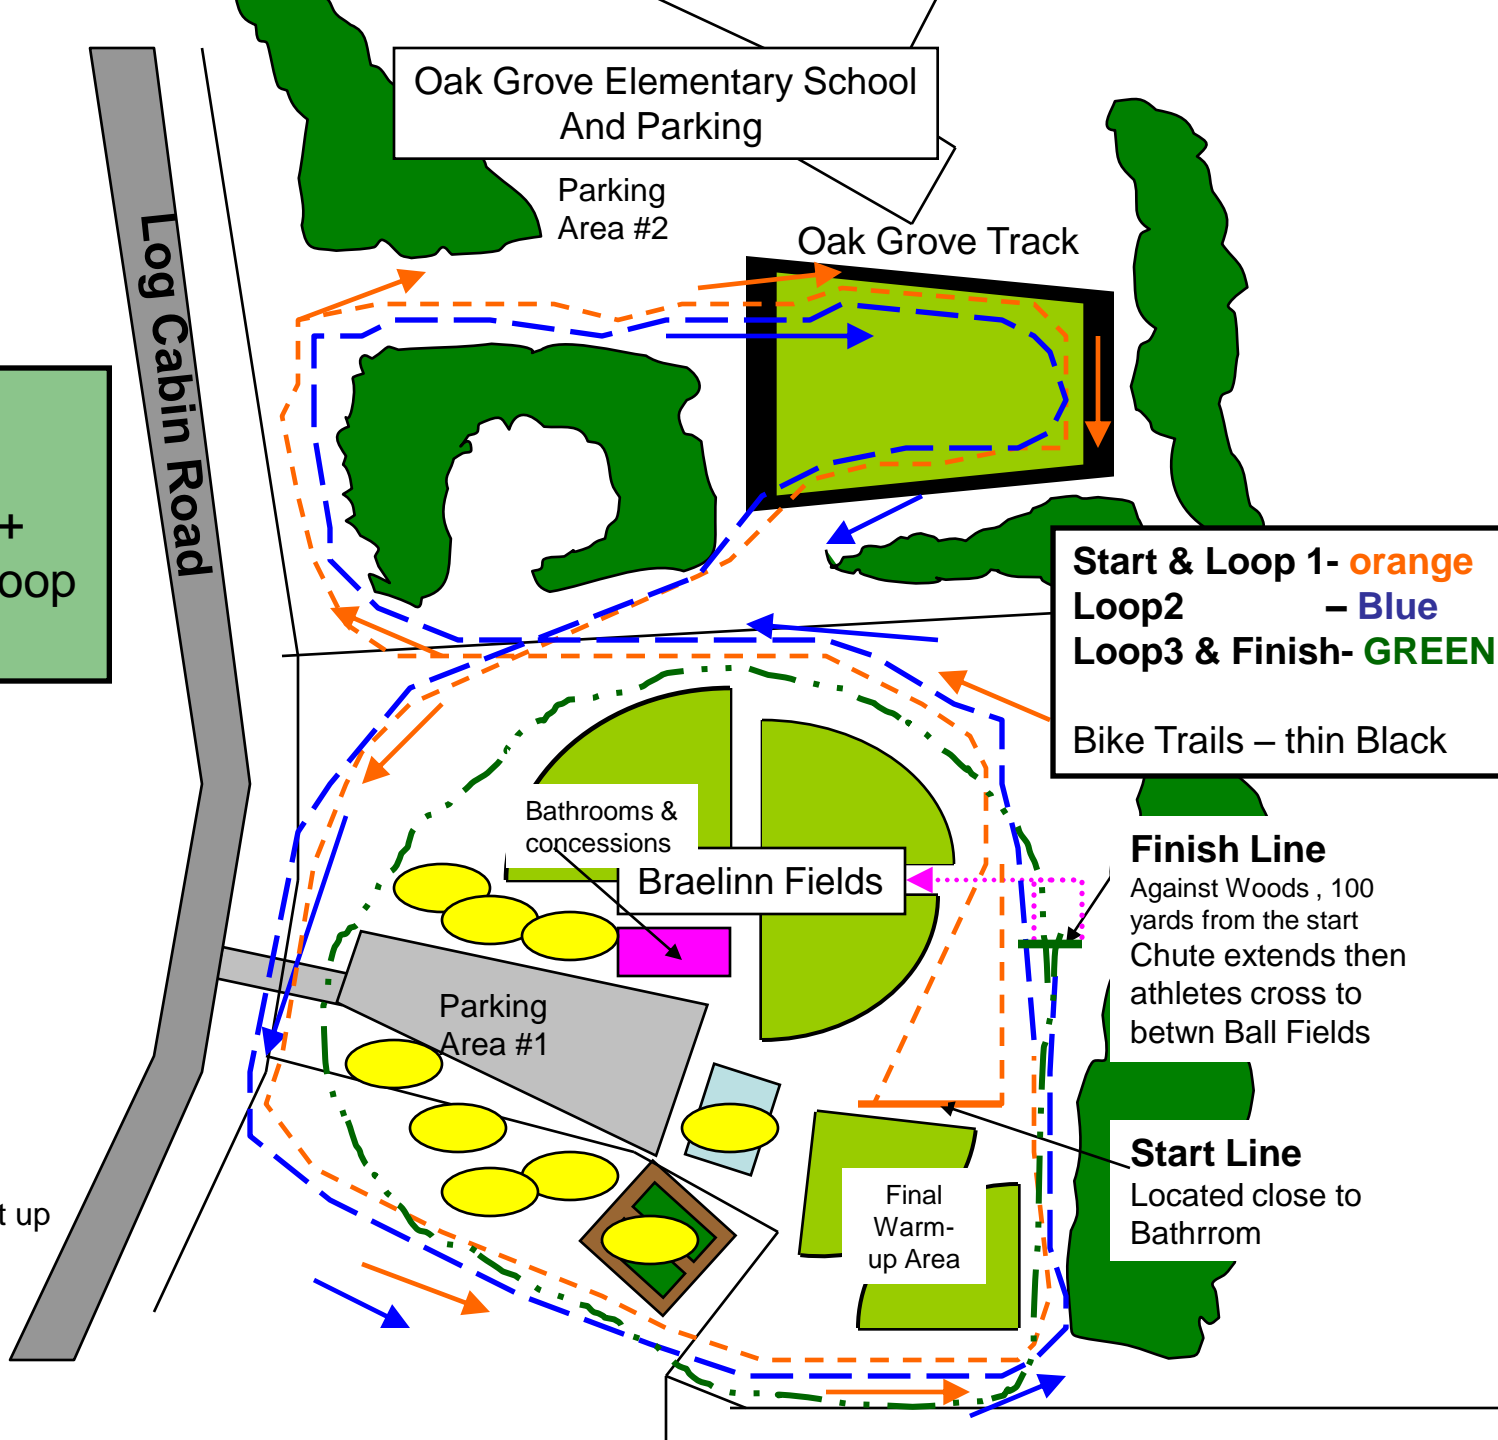 Oak Grove Elementary School
And Parking
Parking
Area #2
Oak Grove Track
Log Cabin Road
+
oop
Start & Loop 1- orange
Loop2 – Blue
Loop3 & Finish- GREEN
Bike Trails – thin Black
Bathrooms &
concessions
Braelinn Fields
Finish Line
Against Woods , 100
yards from the start
Chute extends then
athletes cross to
betwn Ball Fields
Parking
Area #1
Start Line
Located close to
Bathrrom
Final
Warm-
up Area
t up